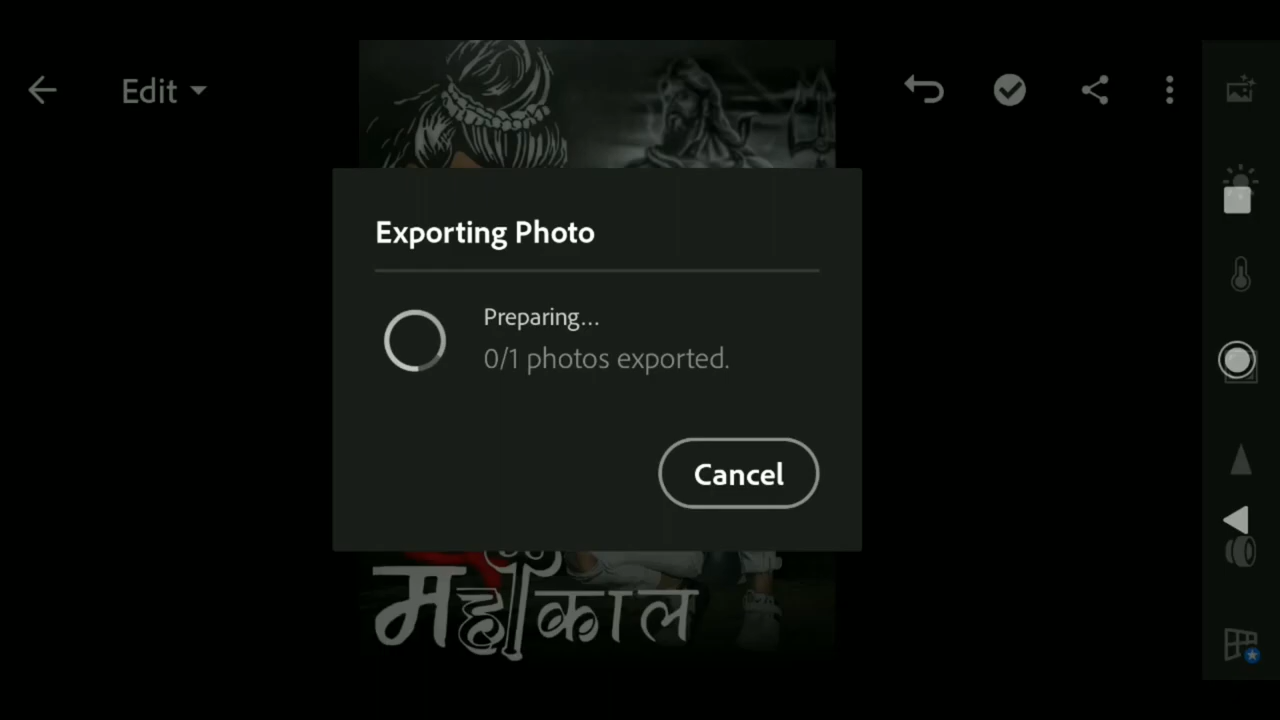 Edit
Exporting Photo
Preparing...
0/1 photos exported.
Cancel
महाँकाल